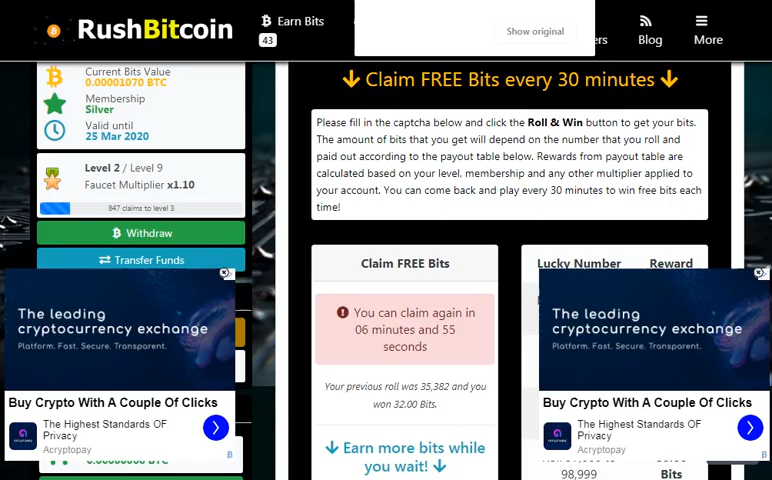 RushBitcoin
Earn Bits
43
Show original
ers
Blog
More
Current Bits Value
0.00001070 BTC
Membership
Silver
Valid until
25 Mar 2020
Level 2 / Level 9
Faucet Multiplier x1.10
847 claims to level 3
Withdraw
Transfer Funds
Claim FREE Bits every 30 minutes
Please fill in the captcha below and click the Roll & Win button to get your bits.
The amount of bits that you get will depend on the number that you roll and
paid out according to the payout table below. Rewards from payout table are
calculated based on your level, membership and any other multiplier applied to
your account. You can come back and play every 30 minutes to win free bits each
time!
Claim FREE Bits
You can claim again in
06 minutes and 55
seconds
Your previous roll was 35,382 and you
won 32.00 Bits.
Earn more bits while
you wait!
Lucky Number Reward
The leading
cryptocurrency exchange
Platform. Fast. Secure. Transparent.
Buy Crypto With A Couple Of Clicks
The Highest Standards OF
Privacy
Acryptopay
The leading
cryptocurrency exchange
Platform. Fast. Secure. Transparent.
Buy Crypto With A Couple Of Clicks
The Highest Standards OF
Privacy
Acryptopay
98,999 Bits